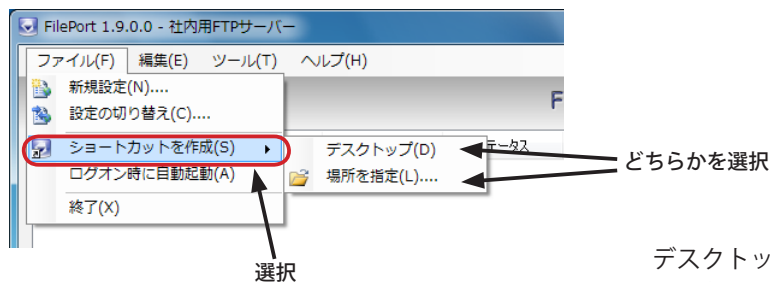 FilePort 1.9.0.0 - 社内用FTPサーバー
ファイル(F) 編集(E) ツール(T) ヘルプ(H)
新規設定(N)....
設定の切り替え(C)....
F
ショートカットを作成(S)
デスクトップ(D)
テータス
ログオン時に自動起動(A)
場所を指定(L)....
どちらかを選択
終了(X)
選択
デスクトッ